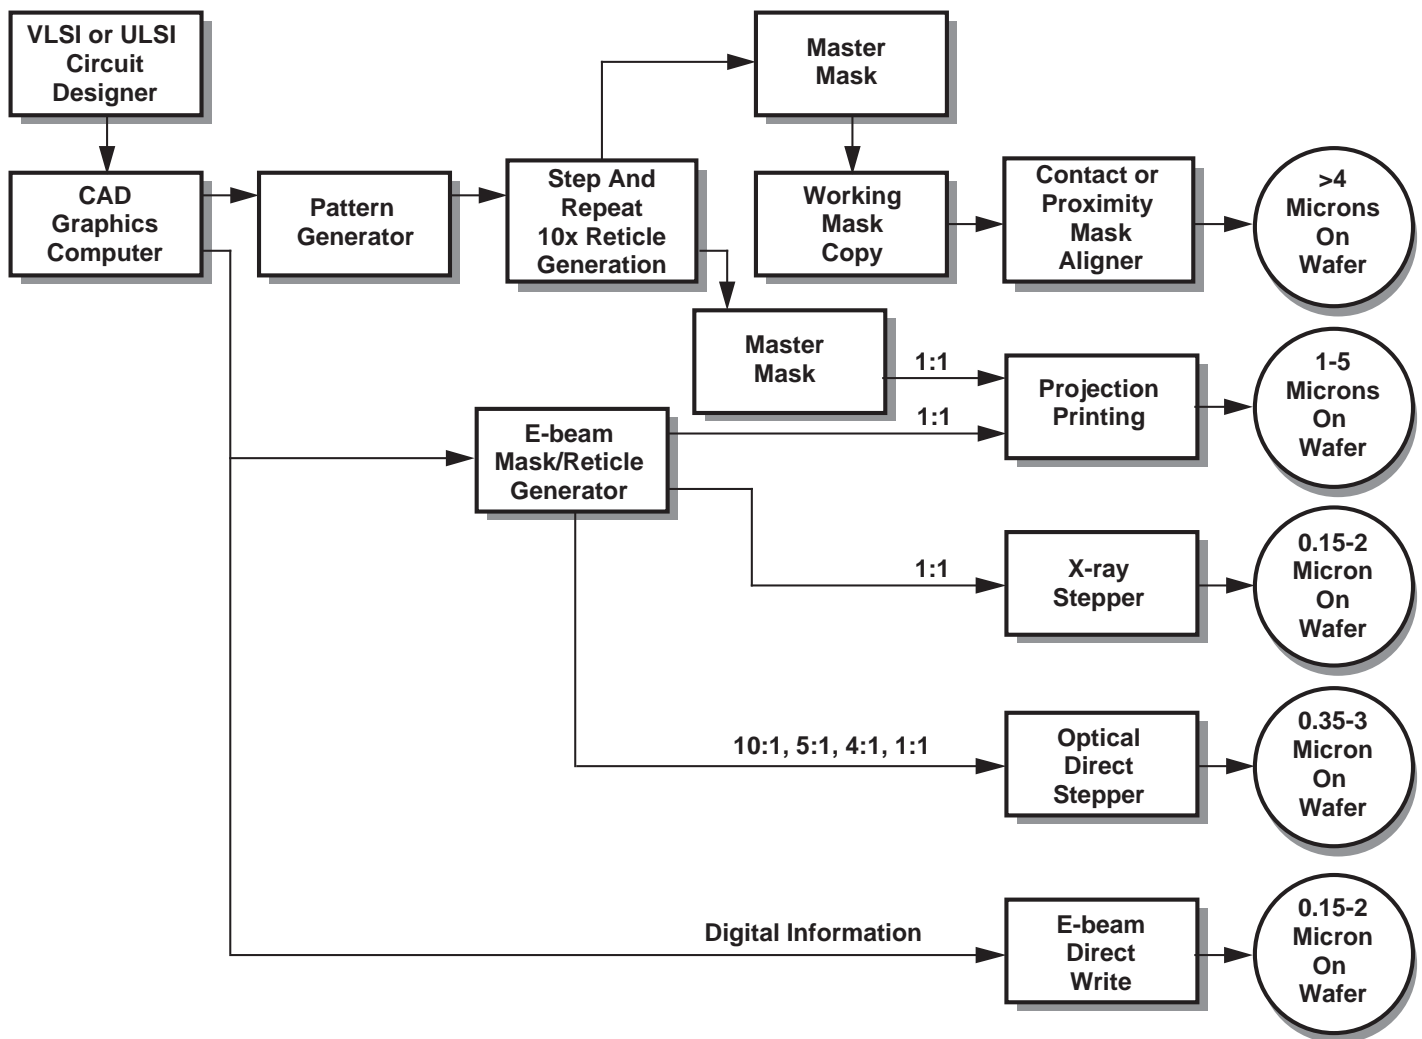 VLSI or ULSI
Circuit
Designer
Master
Mask
CAD
Graphics
Computer
Pattern
Generator
Step And
Repeat
10x Reticle
Generation
Working
Mask
Copy
Contact or
Proximity
Mask
Aligner
>4
Microns
On
Wafer
Master
Mask
1:1
1:1
Projection
Printing
1-5
Microns
On
Wafer
E-beam
Mask/Reticle
Generator
1:1
X-ray
Stepper
0.15-2
Micron
On
Wafer
10:1, 5:1, 4:1, 1:1
Optical
Direct
Stepper
0.35-3
Micron
On
Wafer
Digital Information
E-beam
Direct
Write
0.15-2
Micron
On
Wafer